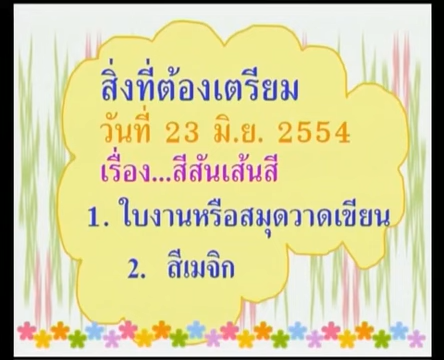 สิ่งที่ต้องเตรียม
วันที่ 23 มิ.ย. 2554
เรื่อง...สีสันเส้นสี
1. ใบงานหรือสมุดวาดเขียน
2. สีเมจิก